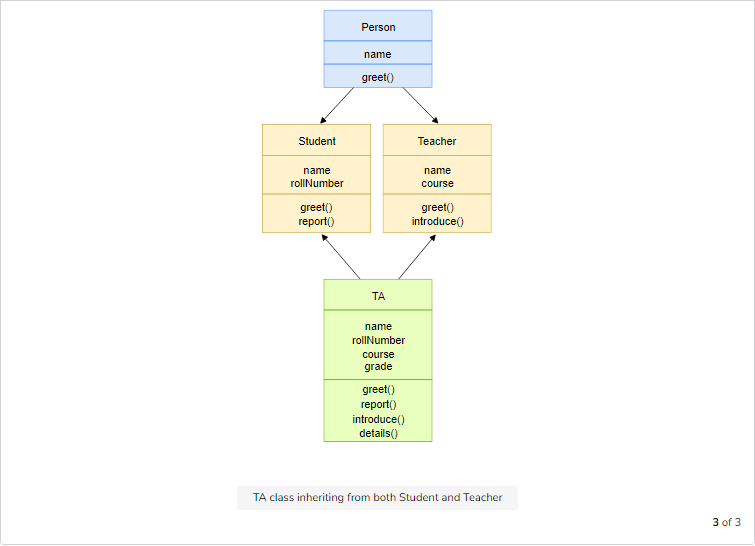 Person
name
greet()
Student
name
rollNumber
greet()
report()
Teacher
name
course
greet()
introduce()
TA
name
rollNumber
course
grade
greet()
report()
introduce()
details()
TA class inheriting from both Student and Teacher
3 of 3